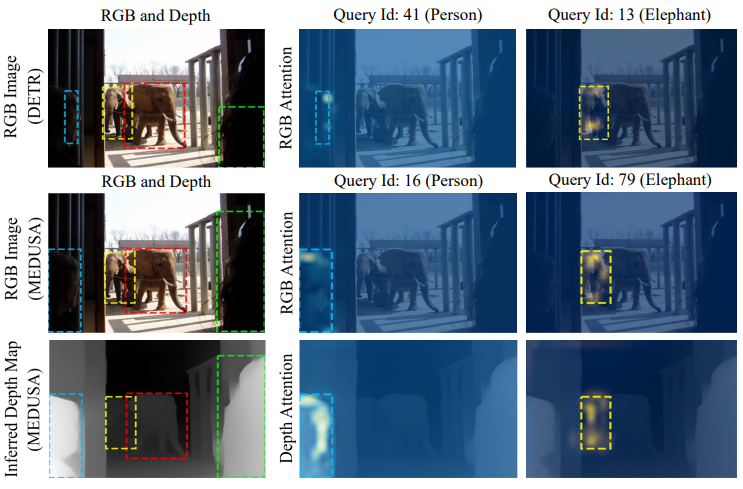 RGB and Depth
Query Id: 41 (Person)
Query Id: 13 (Elephant)
RGB Image
(DETR)
RGB Attention
RGB and Depth
Query Id: 16 (Person)
Query Id: 79 (Elephant)
RGB Image
(MEDUSA)
RGB Attention
Inferred Depth Map
(MEDUSA)
Depth Attention